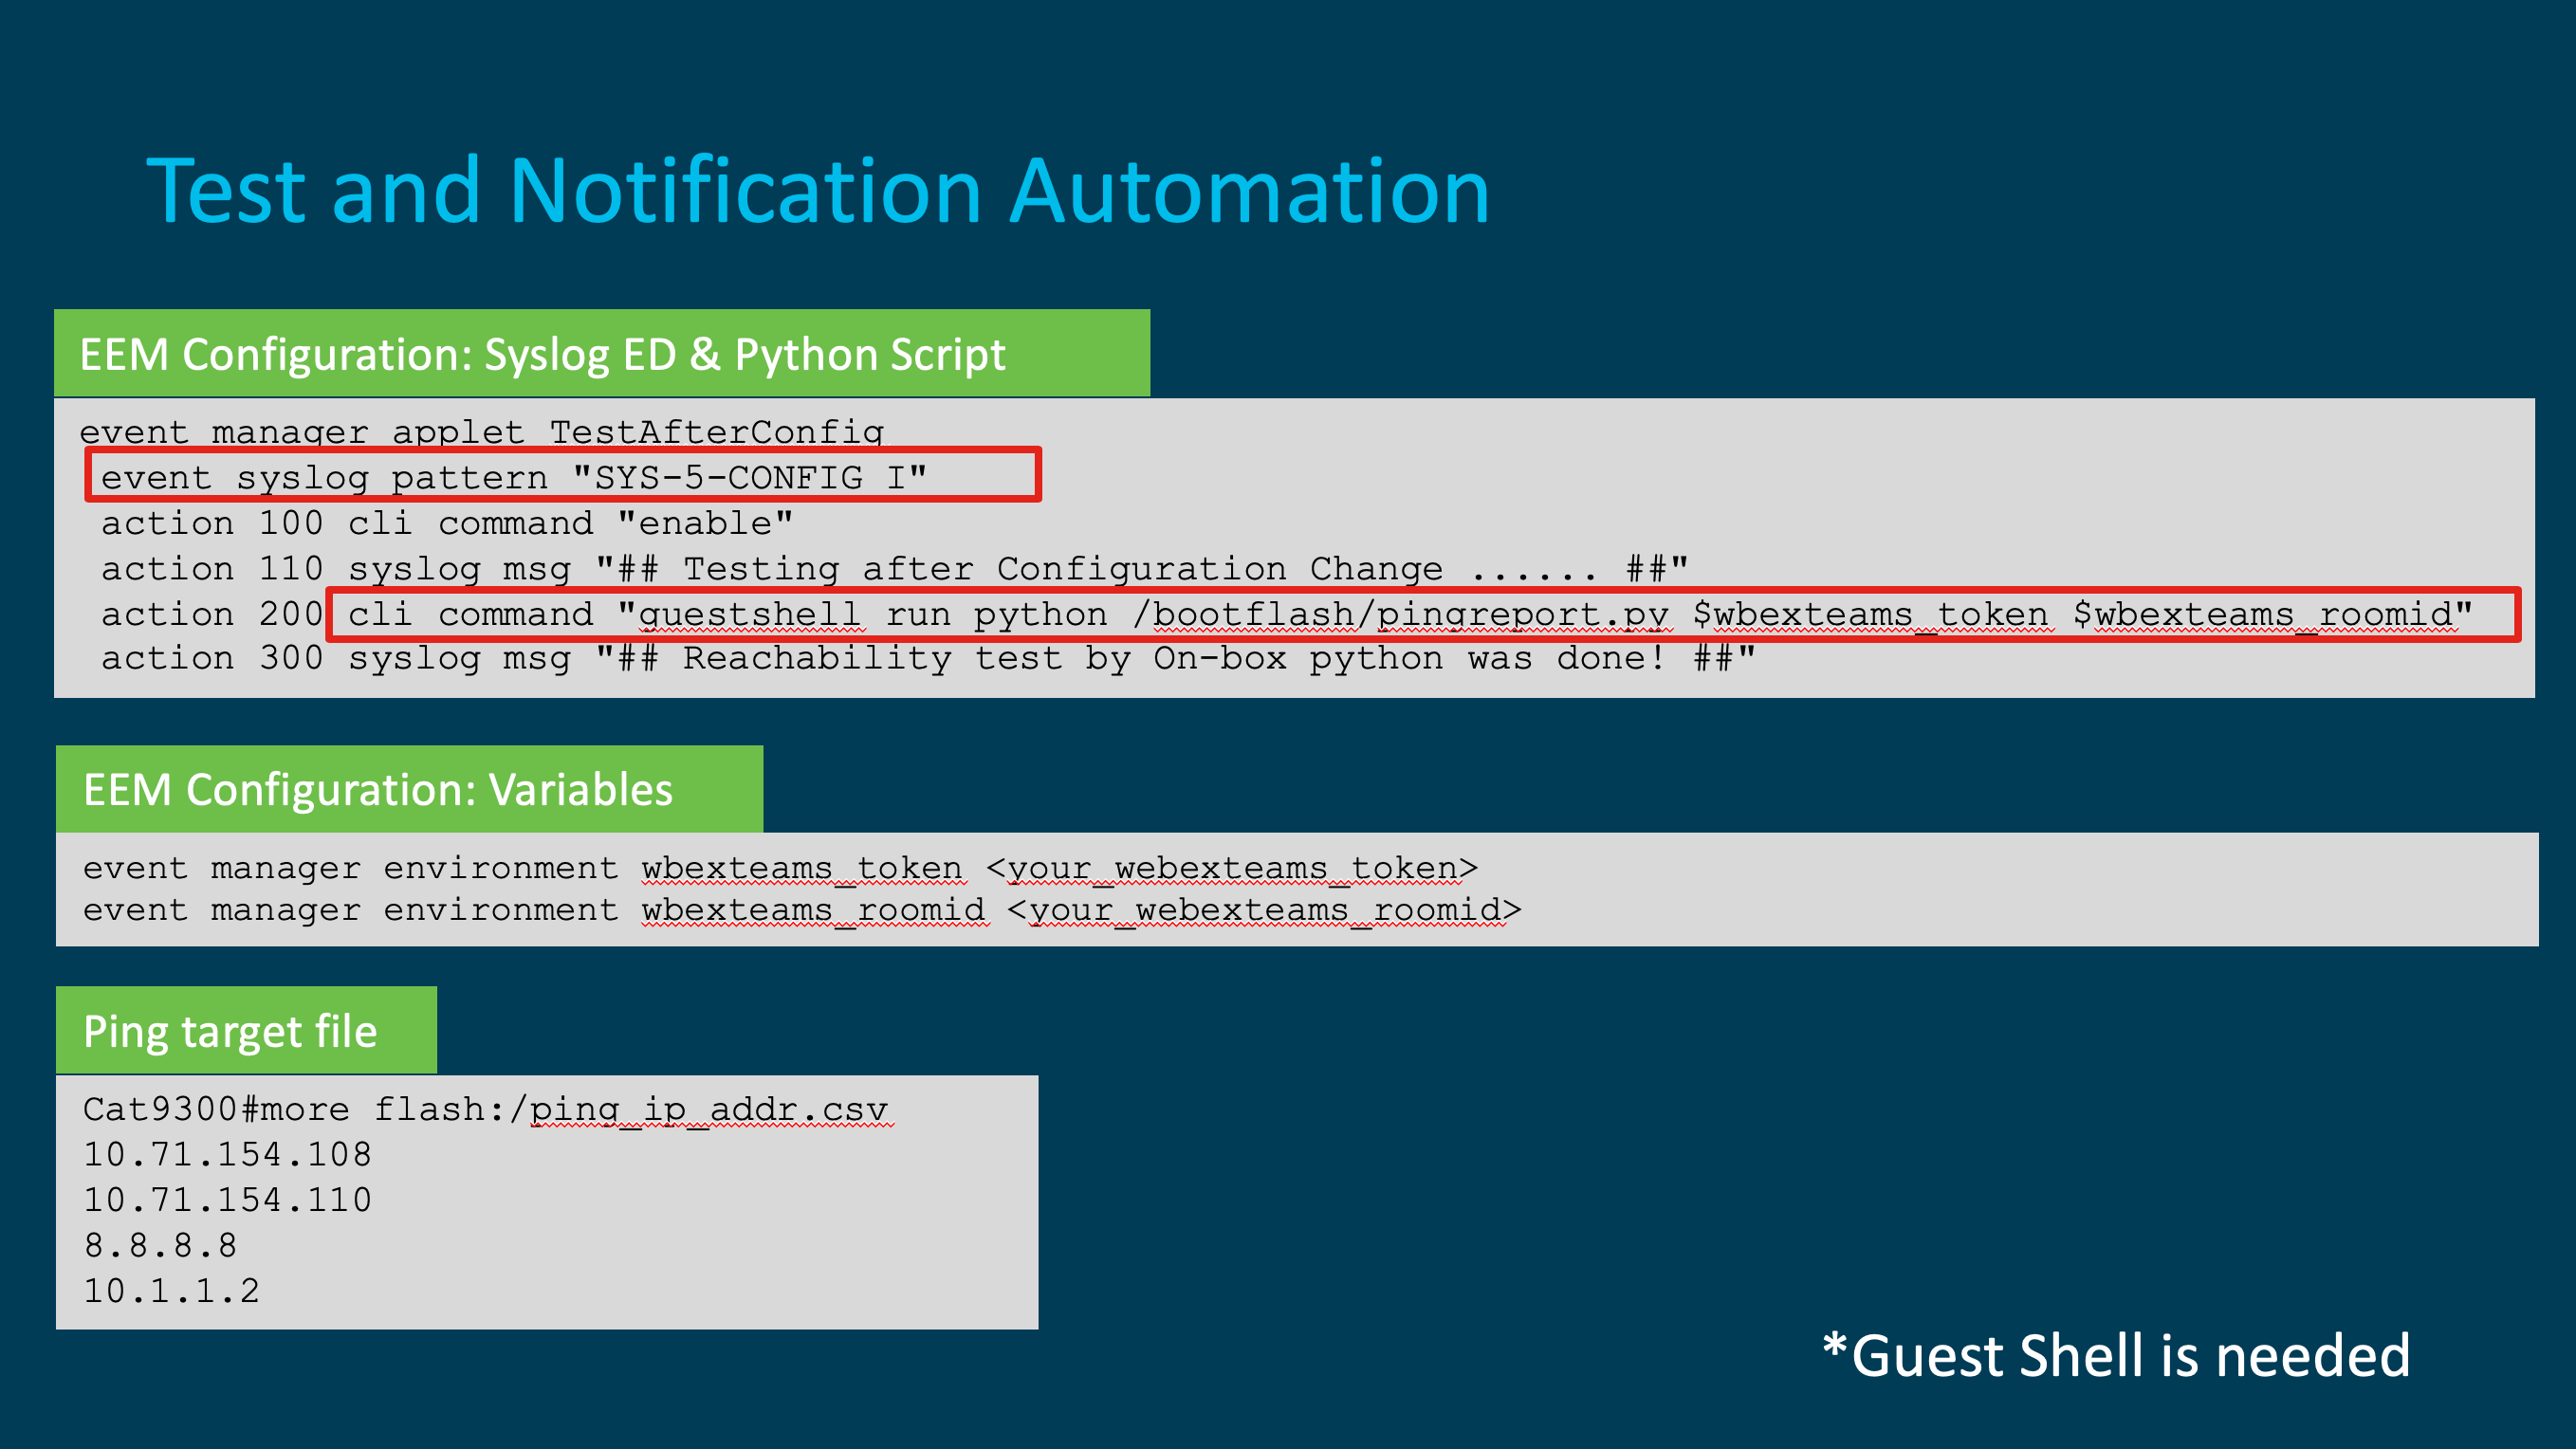 Test and Notification Automation
EEM Configuration: Syslog ED & Python Script
event manager applet TestAfterConfig
event syslog pattern "SYS-5-CONFIG_I"
action 100 cli command "enable"
action 110 syslog msg "## Testing after Configuration Change ...... ##"
action 200 cli command "guestshell run python /bootflash/pingreport.py $wbexteams_token $wbexteams_roomid"
action 300 syslog msg "## Reachability test by On-box python was done! ##"
EEM Configuration: Variables
event manager environment wbexteams_token <your_webexteams_token>
event manager environment wbexteams_roomid <your_webexteams_roomid>
Ping target file
Cat9300#more flash:/ping_ip_addr.csv
10.71.154.108
10.71.154.110
8.8.8.8
10.1.1.2
*Guest Shell is needed